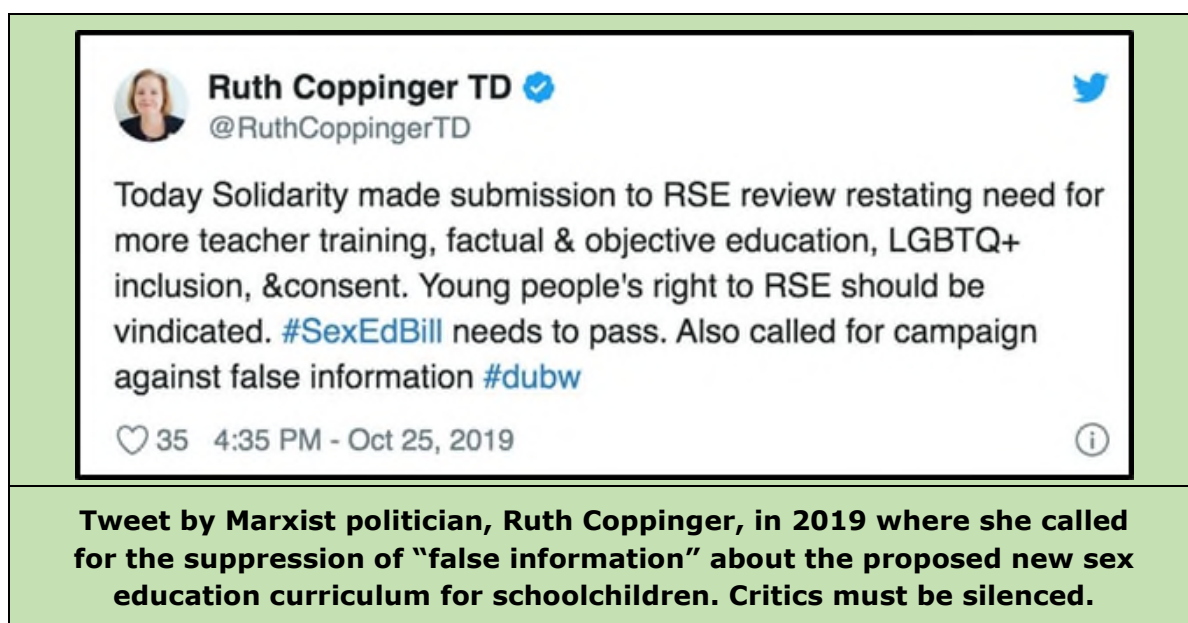 Ruth Coppinger TD
@RuthCoppingerTD
Today Solidarity made submission to RSE review restating need for
more teacher training, factual & objective education, LGBTQ+
inclusion, &consent. Young people's right to RSE should be
vindicated. #SexEdBill needs to pass. Also called for campaign
against false information #dubw
35 4:35 PM - Oct 25, 2019
Tweet by Marxist politician, Ruth Coppinger, in 2019 where she called
for the suppression of “false information” about the proposed new sex
education curriculum for schoolchildren. Critics must be silenced.